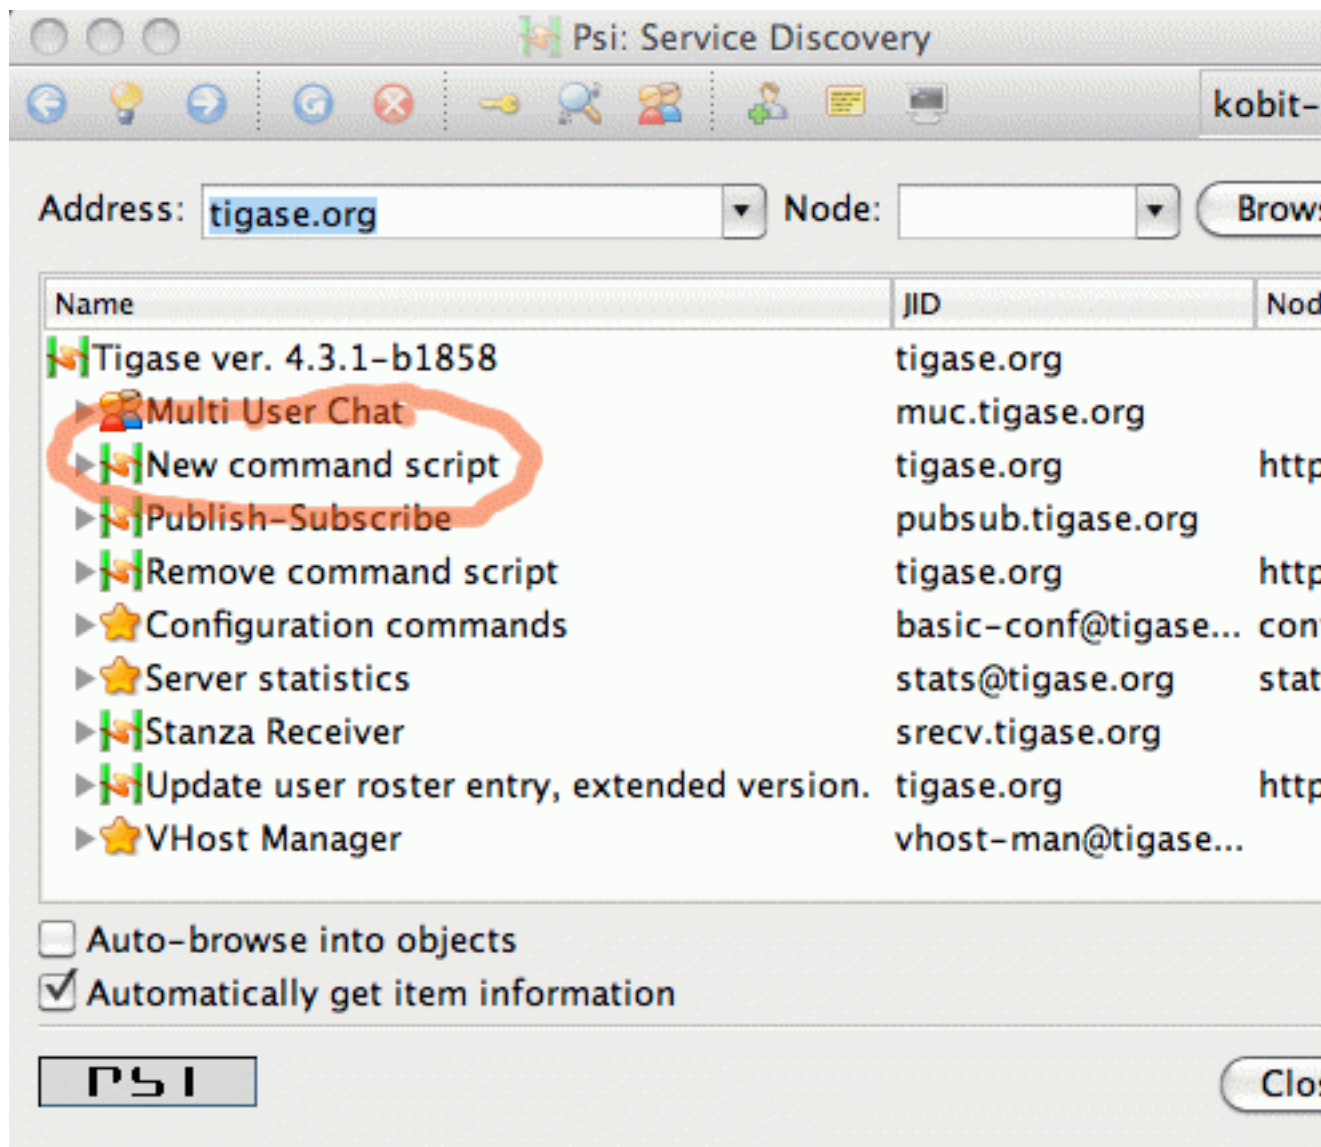 Psi: Service Discovery
kobit-
Address: tigase.org Node: Brows
Name JID Nod
Tigase ver. 4.3.1-b1858 tigase.org
Multi User Chat muc.tigase.org
New command script tigase.org http
Publish-Subscribe pubsub.tigase.org
Remove command script tigase.org http
Configuration commands basic-conf@tigase... conf
Server statistics stats@tigase.org stat
Stanza Receiver srecv.tigase.org
Update user roster entry, extended version. tigase.org http
VHost Manager vhost-man@tigase...
Auto-browse into objects
Automatically get item information
PSI
Clos